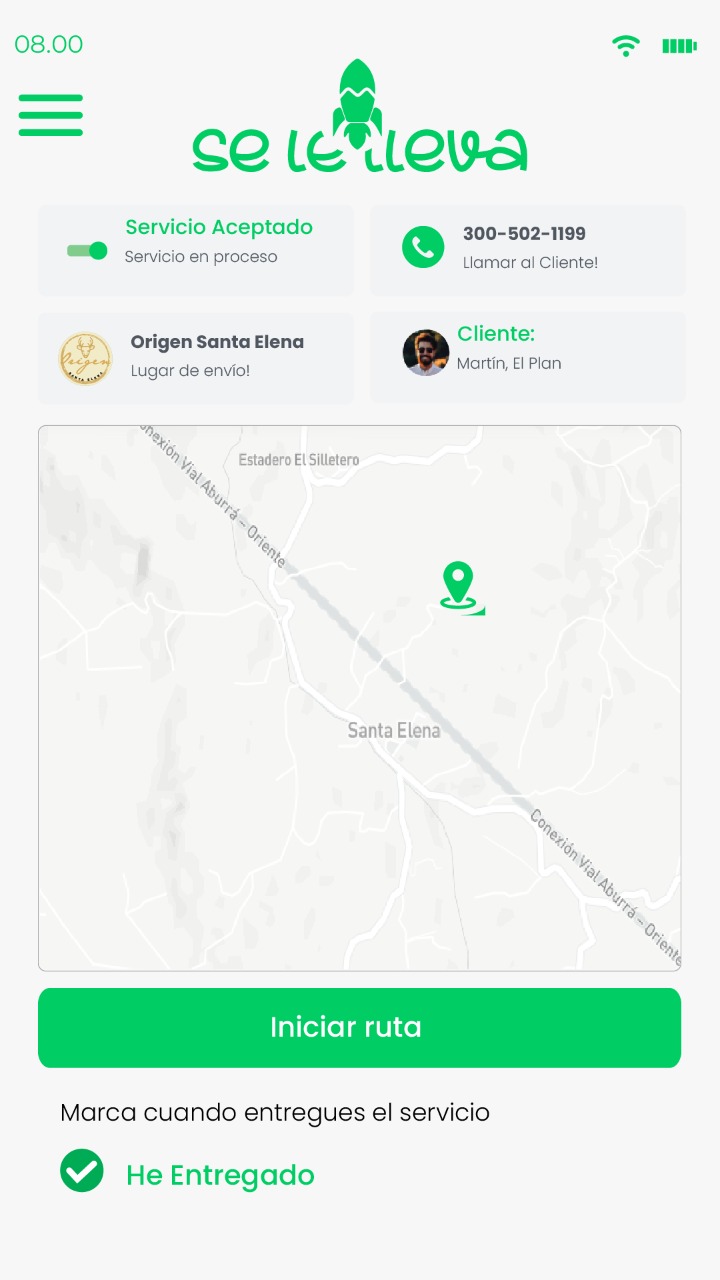 08.00
se le lleva
Servicio Aceptado
Servicio en proceso
300-502-1199
Llamar al Cliente!
Origen
SANTA ELENA
Origen Santa Elena
Lugar de envío!
Cliente:
Martín, El Plan
onexión Vial Aburrá - Oriente
Estadero El Silletero
Santa Elena
Conexión Vial Aburrá - Oriente
Iniciar ruta
Marca cuando entregues el servicio
He Entregado